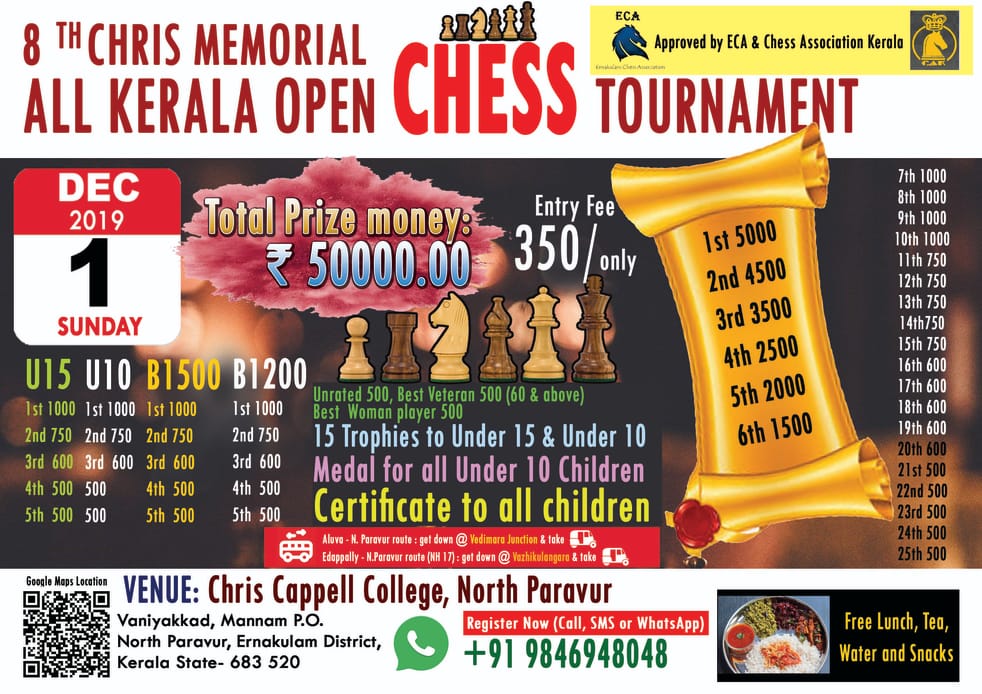 8 TH CHRIS MEMORIAL
ALL KERALA OPEN CHESS TOURNAMENT
ECA
Ernakulam Chess Association
Approved by ECA & Chess Association Kerala
C.A.K
DEC
2019
1
SUNDAY
Total Prize money:
₹ 50000.00
Entry Fee
350/only
1st 5000
2nd 4500
3rd 3500
4th 2500
5th 2000
6th 1500
7th 1000
8th 1000
9th 1000
10th 1000
11th 750
12th 750
13th 750
14th750
15th 750
16th 600
17th 600
18th 600
19th 600
20th 600
21st 500
22nd 500
23rd 500
24th 500
25th 500
U15 U10 B1500 B1200
1st 1000 1st 1000 1st 1000 1st 1000
2nd 750 2nd 750 2nd 750 2nd 750
3rd 600 3rd 600 3rd 600 3rd 600
4th 500 500 4th 500 4th 500
5th 500 500 5th 500 5th 500
Unrated 500, Best Veteran 500 (60 & above)
Best Woman player 500
15 Trophies to Under 15 & Under 10
Medal for all Under 10 Children
Certificate to all children
Aluva - N. Paravur route : get down @ Vedimara Junction & take
Edappally - N.Paravur route (NH 17) : get down @ Vazhikulangara & take
Google Maps Location
VENUE: Chris Cappell College, North Paravur
Vaniyakkad, Mannam P.O.
North Paravur, Ernakulam District,
Kerala State- 683 520
Register Now (Call, SMS or WhatsApp)
+91 9846948048
Free Lunch, Tea,
Water and Snacks